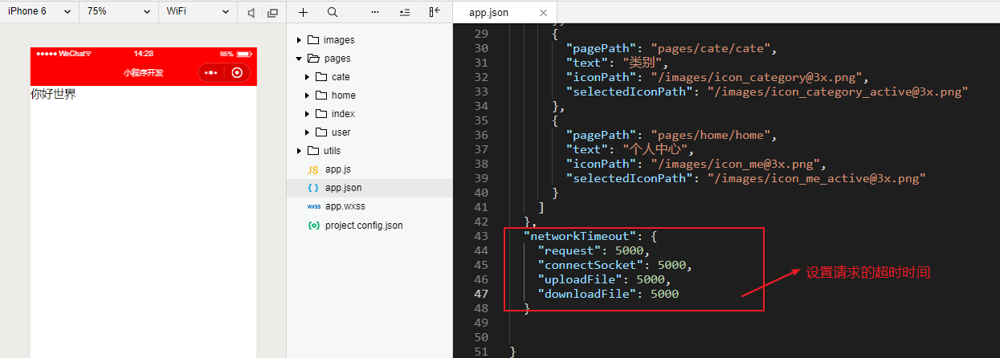 iPhone 6 75% WiFi
WeChat 14:28 95%
小程序开发
你好世界
images
pages
cate
home
index
user
utils
JS app.js
{ } app.json
wxss app.wxss
{o} project.config.json
app.json
29 {
30 "pagePath": "pages/cate/cate",
31 "text": "类别",
32 "iconPath": "/images/icon_category@3x.png",
33 "selectedIconPath": "/images/icon_category_active@3x.png"
34 },
35 {
36 "pagePath": "pages/home/home",
37 "text": "个人中心",
38 "iconPath": "/images/icon_me@3x.png",
39 "selectedIconPath": "/images/icon_me_active@3x.png"
40 }
41 ]
42 },
43 "networkTimeout": {
44 "request": 5000,
45 "connectSocket": 5000,
46 "uploadFile": 5000,
47 "downloadFile": 5000
48 }
49
50
51 }
设置请求的超时时间